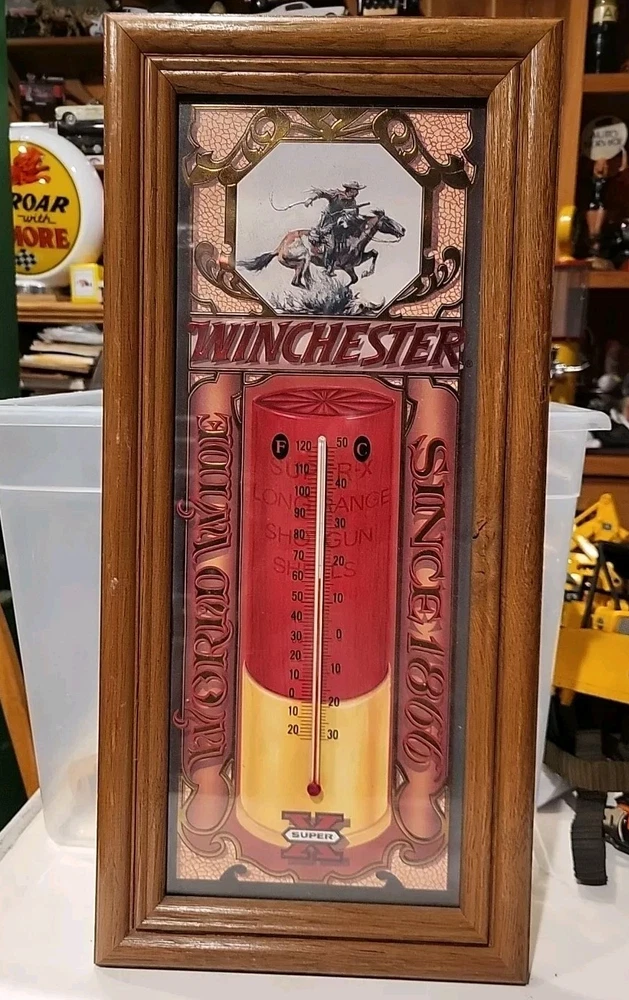 WINCHESTER
WORLD WIDE
SINCE 1866
F C
120 50
110
100 40
90
80 30
70 20
60
50 10
40
30 0
20
10 10
0
10 20
20 30
SUPER-X
LONG RANGE
SHOTGUN
SHELLS
X
SUPER
ROAR
with
MORE
AUTO
SERVICE